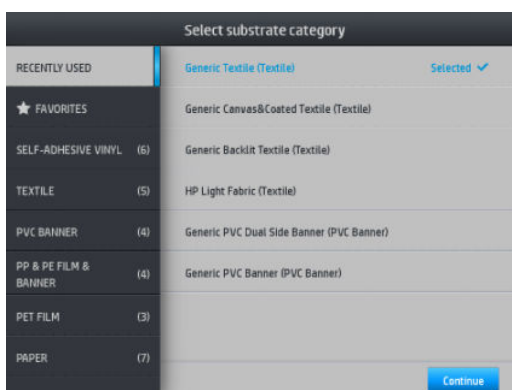 Select substrate category
RECENTLY USED
FAVORITES
SELF-ADHESIVE VINYL (6)
TEXTILE (5)
PVC BANNER (4)
PP & PE FILM &
BANNER (4)
PET FILM (3)
PAPER (7)
Generic Textile (Textile) Selected
Generic Canvas&Coated Textile (Textile)
Generic Backlit Textile (Textile)
HP Light Fabric (Textile)
Generic PVC Dual Side Banner (PVC Banner)
Generic PVC Banner (PVC Banner)
Continue